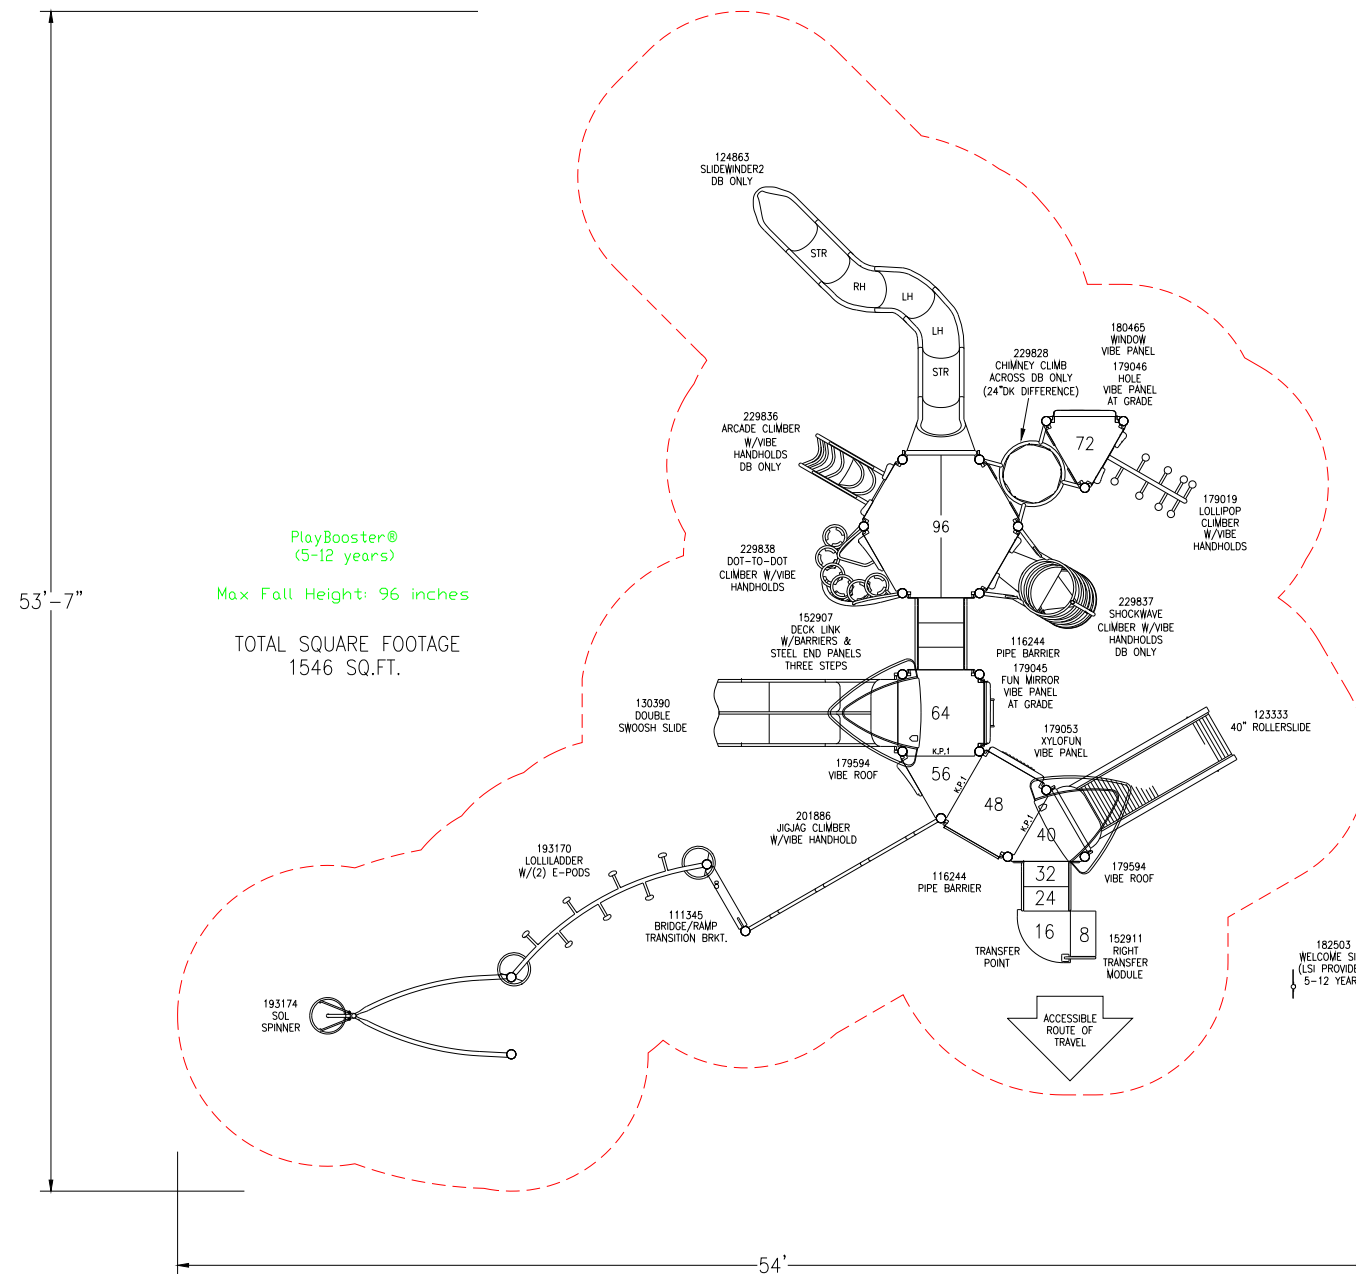 124863
SLIDEWINDER2
DB ONLY
STR
RH
LH
LH
STR
180465
WINDOW
VIBE PANEL
179046
HOLE
VIBE PANEL
AT GRADE
229828
CHIMNEY CLIMB
ACROSS DB ONLY
(24"DK DIFFERENCE)
72
229836
ARCADE CLIMBER
W/VIBE
HANDHOLDS
DB ONLY
179019
LOLLIPOP
CLIMBER
W/VIBE
HANDHOLDS
96
PlayBooster®
(5-12 years)
Max Fall Height: 96 inches
TOTAL SQUARE FOOTAGE
1546 SQ.FT.
53'-7"
229838
DOT-TO-DOT
CLIMBER W/VIBE
HANDHOLDS
229837
SHOCKWAVE
CLIMBER W/VIBE
HANDHOLDS
DB ONLY
152907
DECK LINK
W/BARRIERS &
STEEL END PANELS
THREE STEPS
116244
PIPE BARRIER
179045
FUN MIRROR
VIBE PANEL
AT GRADE
130390
DOUBLE
SWOOSH SLIDE
64
K.P.1
123333
40" ROLLERSLIDE
179053
XYLOFUN
VIBE PANEL
179594
VIBE ROOF
56
K.P.1
48
K.P.1
40
201886
JIGJAG CLIMBER
W/VIBE HANDHOLD
193170
LOLLILADDER
W/(2) E-PODS
116244
PIPE BARRIER
179594
VIBE ROOF
32
24
16
8
111345
BRIDGE/RAMP
TRANSITION BRKT.
TRANSFER
POINT
152911
RIGHT
TRANSFER
MODULE
182503
WELCOME SI
(LSI PROVIDE
5-12 YEAR
193174
SOL
SPINNER
ACCESSIBLE
ROUTE OF
TRAVEL
54'